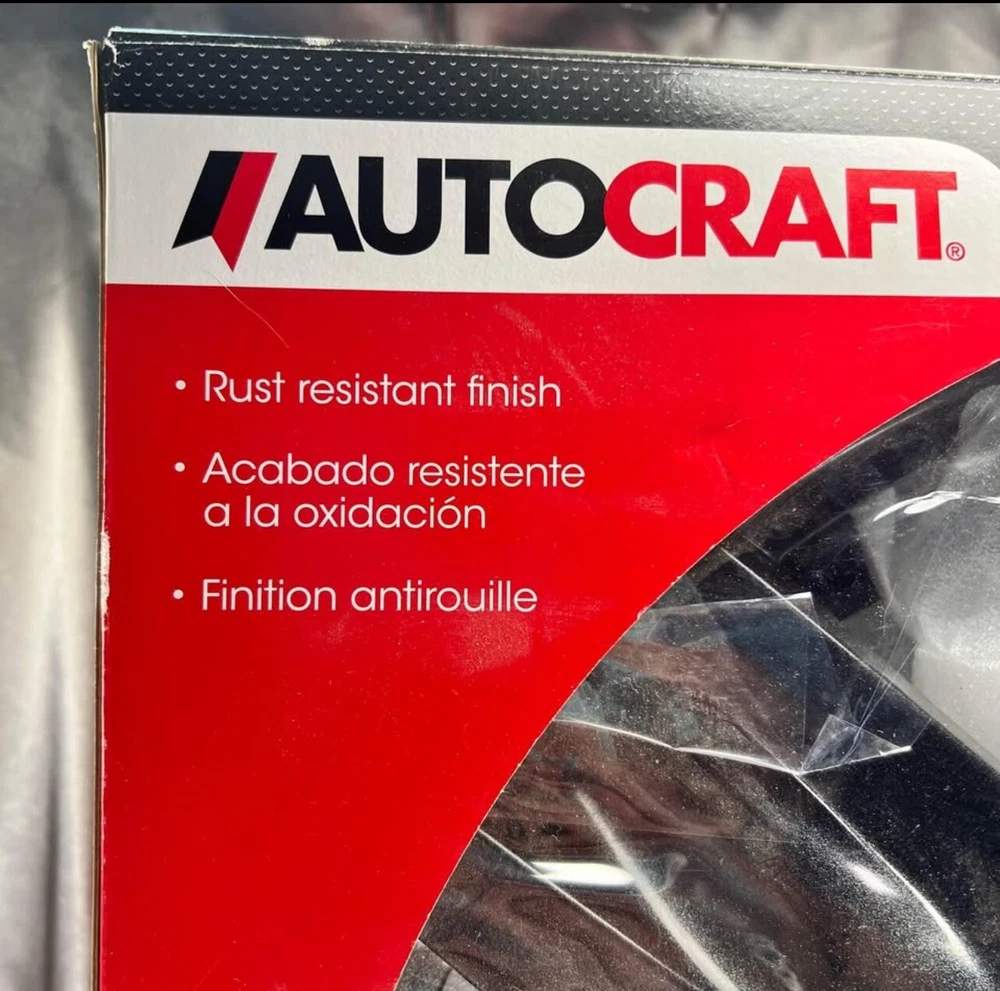 AUTOCRAFT®
• Rust resistant finish
• Acabado resistente
a la oxidación
• Finition antirouille